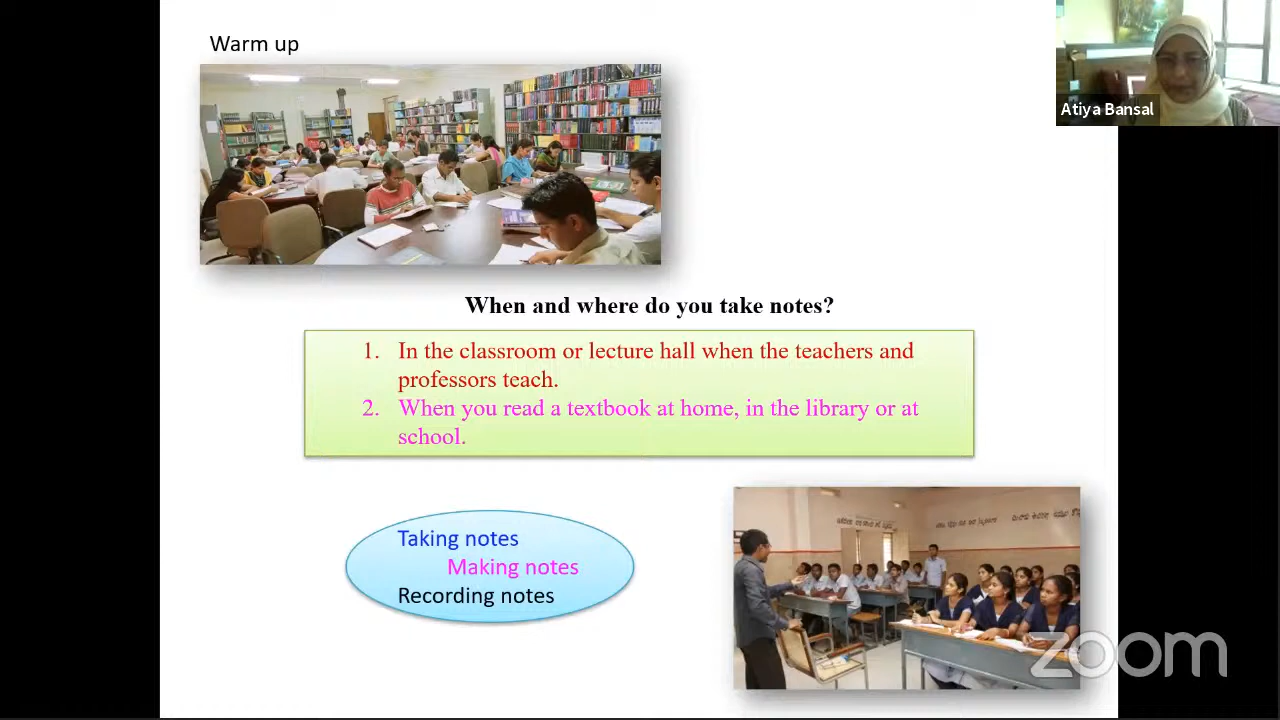 Warm up
Atiya Bansal
When and where do you take notes?
1. In the classroom or lecture hall when the teachers and
professors teach.
2. When you read a textbook at home, in the library or at
school.
Taking notes
Making notes
Recording notes
zoom